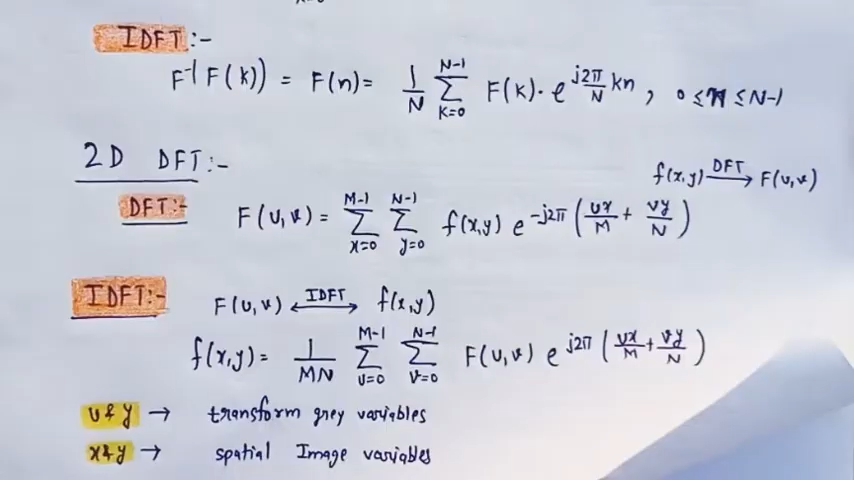 IDFT:-
F⁻¹ F(k)) = F(n) = 1/N Σ_{k=0}^{N-1} F(k)· e^{j2π/N kn} , 0 ≤ n ≤ N-1
2D DFT:-
f(x,y) —DFT→ F(u,v)
DFT:- F(u,v) = Σ_{x=0}^{M-1} Σ_{y=0}^{N-1} f(x,y) e^{-j2π (ux/M + vy/N)}
IDFT:- F(u,v) ←IDFT→ f(x,y)
f(x,y) = 1/MN Σ_{u=0}^{M-1} Σ_{v=0}^{N-1} F(u,v) e^{j2π (ux/M + vy/N)}
u & y → transform grey variables
x & y → spatial Image variables